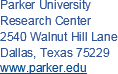 Parker University
Research Center
2540 Walnut Hill Lane
Dallas, Texas 75229
www.parker.edu